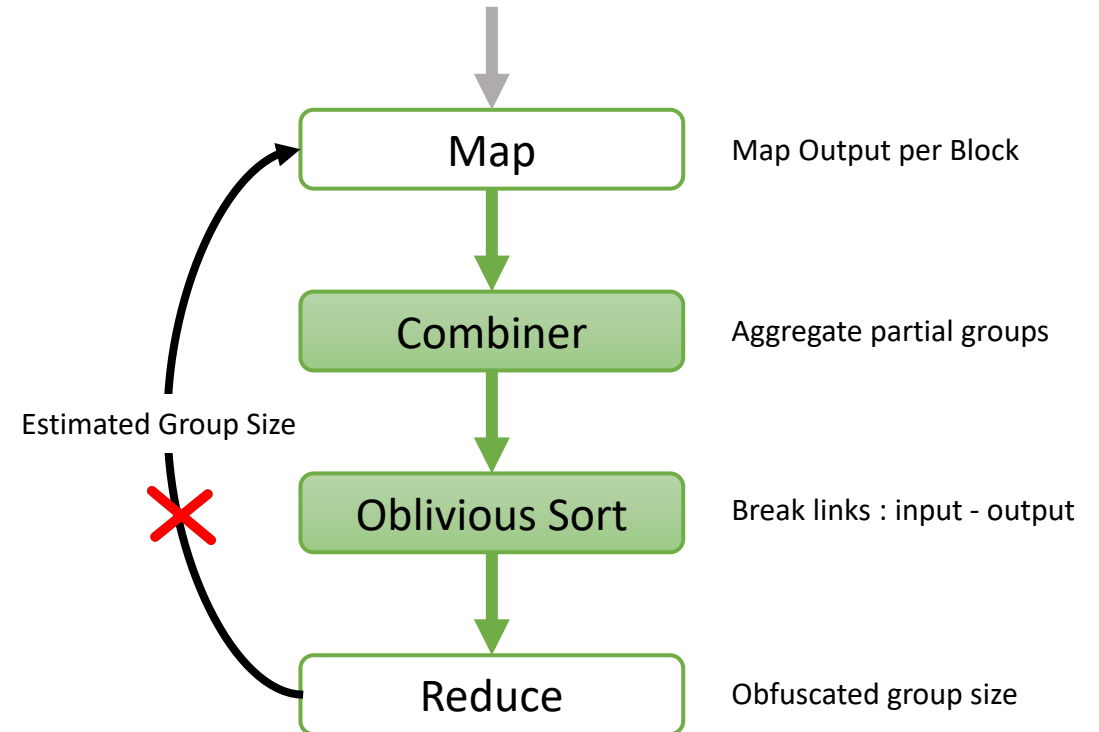 Map
Map Output per Block
Combiner
Aggregate partial groups
Estimated Group Size
Oblivious Sort
Break links : input - output
Reduce
Obfuscated group size